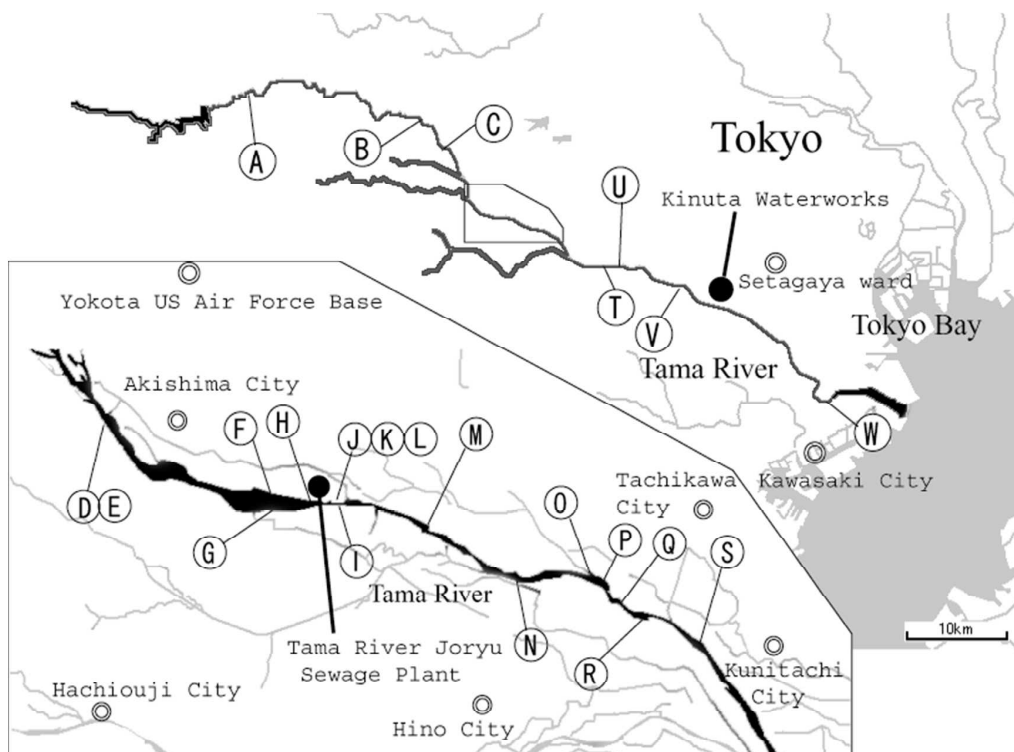 Tokyo
A
B
C
U
Kinuta Waterworks
Setagaya ward
T
V
Tokyo Bay
Tama River
W
Kawasaki City
10km
Yokota US Air Force Base
Akishima City
D E
F
H
J K L
M
G
I
Tachikawa
City
O
P
Q
S
Tama River
N
R
Tama River Joryu
Sewage Plant
Kunitachi
City
Hachiouji City
Hino City